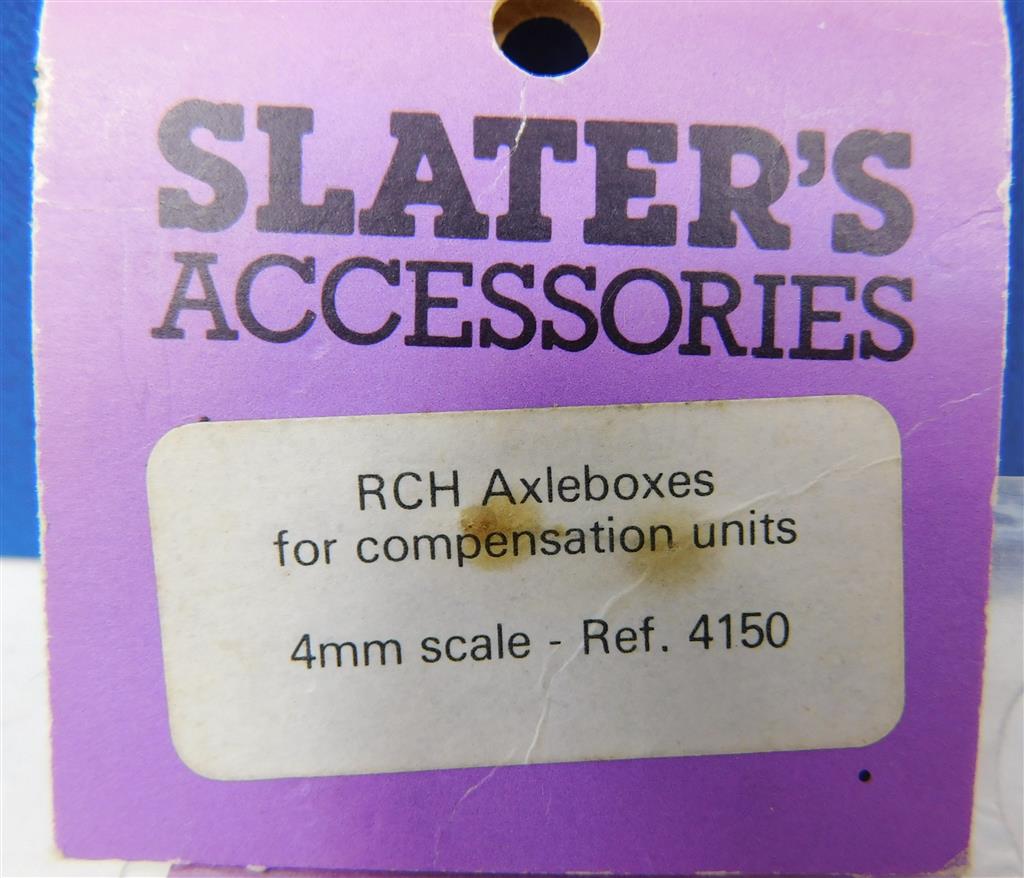 SLATER'S
ACCESSORIES
RCH Axleboxes
for compensation units
4mm scale - Ref. 4150